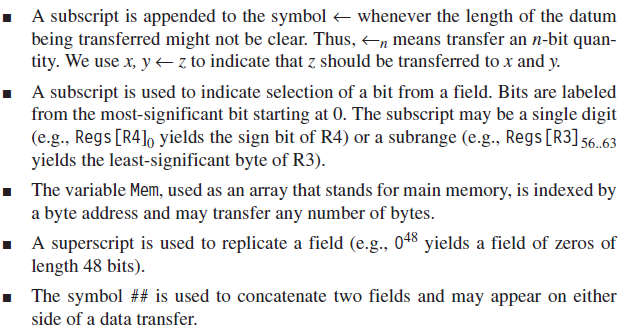 ■ A subscript is appended to the symbol ← whenever the length of the datum
being transferred might not be clear. Thus, ←n means transfer an n-bit quan-
tity. We use x, y ← z to indicate that z should be transferred to x and y.
■ A subscript is used to indicate selection of a bit from a field. Bits are labeled
from the most-significant bit starting at 0. The subscript may be a single digit
(e.g., Regs[R4]0 yields the sign bit of R4) or a subrange (e.g., Regs[R3]56..63
yields the least-significant byte of R3).
■ The variable Mem, used as an array that stands for main memory, is indexed by
a byte address and may transfer any number of bytes.
■ A superscript is used to replicate a field (e.g., 0^48 yields a field of zeros of
length 48 bits).
■ The symbol ## is used to concatenate two fields and may appear on either
side of a data transfer.